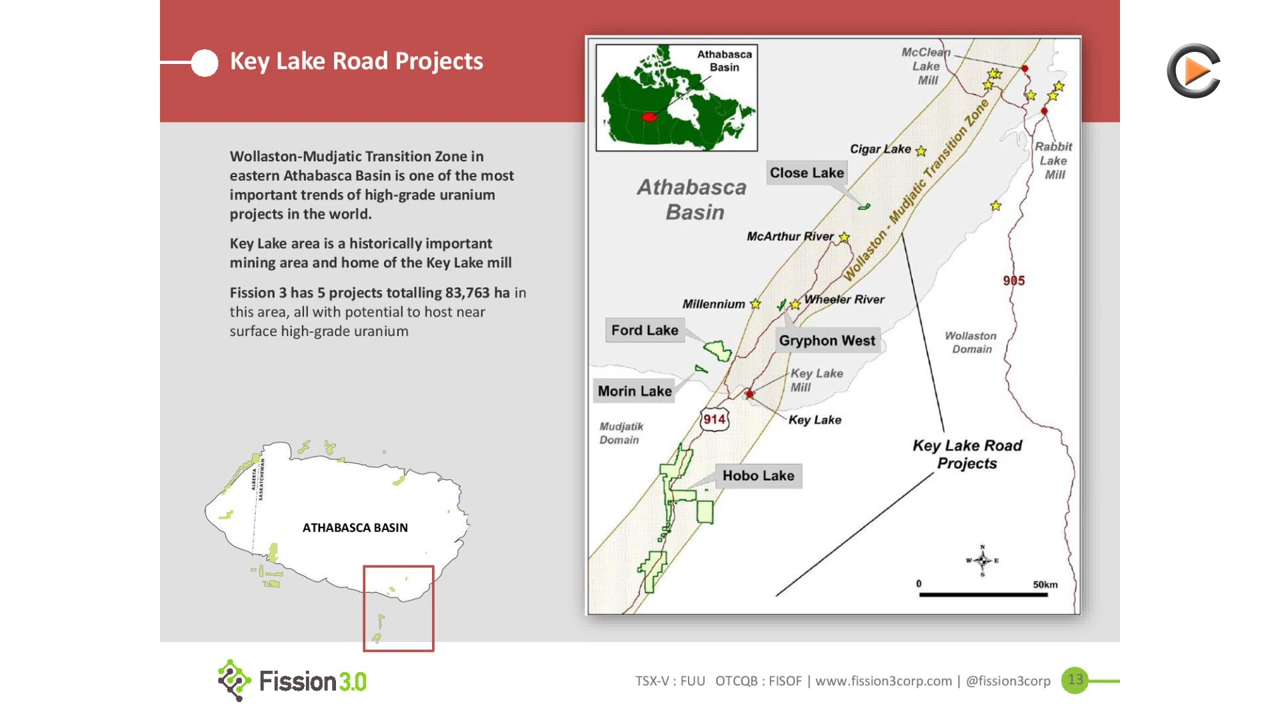 Key Lake Road Projects
Wollaston-Mudjatic Transition Zone in
eastern Athabasca Basin is one of the most
important trends of high-grade uranium
projects in the world.
Key Lake area is a historically important
mining area and home of the Key Lake mill
Fission 3 has 5 projects totalling 83,763 ha in
this area, all with potential to host near
surface high-grade uranium
ALBERTA
SASKATCHEWAN
ATHABASCA BASIN
Athabasca
Basin
McClean
Lake
Mill
Cigar Lake
Rabbit
Lake
Mill
Close Lake
Athabasca
Basin
Wollaston - Mudjatic Transition Zone
McArthur River
905
Millennium
Wheeler River
Ford Lake
Gryphon West
Wollaston
Domain
Key Lake
Mill
Morin Lake
914
Key Lake
Mudjatik
Domain
Key Lake Road
Projects
Hobo Lake
N
W E
S
0 50km
Fission 3.0
TSX-V : FUU OTCQB : FISOF | www.fission3corp.com | @fission3corp
13